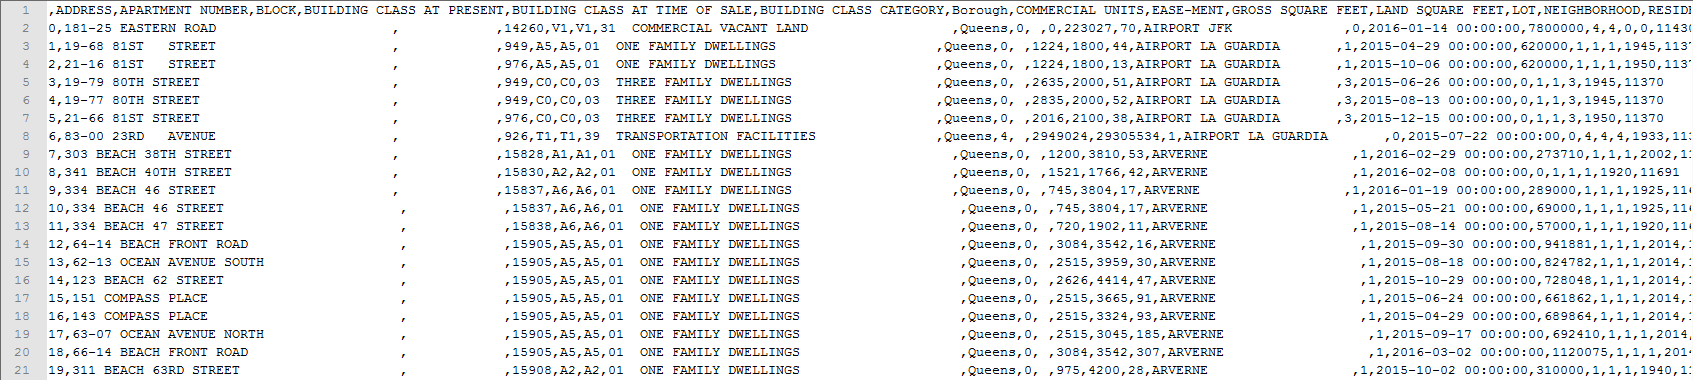 1 ,ADDRESS,APARTMENT NUMBER,BLOCK,BUILDING CLASS AT PRESENT,BUILDING CLASS AT TIME OF SALE,BUILDING CLASS CATEGORY,Borough,COMMERCIAL UNITS,EASE-MENT,GROSS SQUARE FEET,LAND SQUARE FEET,LOT,NEIGHBORHOOD,RESID
2 0,181-25 EASTERN ROAD , ,14260,V1,V1,31 COMMERCIAL VACANT LAND ,Queens,0, ,0,223027,70,AIRPORT JFK ,0,2016-01-14 00:00:00,7800000,4,4,0,0,1143
3 1,19-68 81ST STREET , ,949,A5,A5,01 ONE FAMILY DWELLINGS ,Queens,0, ,1224,1800,44,AIRPORT LA GUARDIA ,1,2015-04-29 00:00:00,620000,1,1,1,1945,1137
4 2,21-16 81ST STREET , ,976,A5,A5,01 ONE FAMILY DWELLINGS ,Queens,0, ,1224,1800,13,AIRPORT LA GUARDIA ,1,2015-10-06 00:00:00,620000,1,1,1,1950,1137
5 3,19-79 80TH STREET , ,949,C0,C0,03 THREE FAMILY DWELLINGS ,Queens,0, ,2635,2000,51,AIRPORT LA GUARDIA ,3,2015-06-26 00:00:00,0,1,1,3,1945,11370
6 4,19-77 80TH STREET , ,949,C0,C0,03 THREE FAMILY DWELLINGS ,Queens,0, ,2835,2000,52,AIRPORT LA GUARDIA ,3,2015-08-13 00:00:00,0,1,1,3,1945,11370
7 5,21-66 81ST STREET , ,976,C0,C0,03 THREE FAMILY DWELLINGS ,Queens,0, ,2016,2100,38,AIRPORT LA GUARDIA ,3,2015-12-15 00:00:00,0,1,1,3,1950,11370
8 6,83-00 23RD AVENUE , ,926,T1,T1,39 TRANSPORTATION FACILITIES ,Queens,4, ,2949024,29305534,1,AIRPORT LA GUARDIA ,0,2015-07-22 00:00:00,0,4,4,4,1933,113
9 7,303 BEACH 38TH STREET , ,15828,A1,A1,01 ONE FAMILY DWELLINGS ,Queens,0, ,1200,3810,53,ARVERNE ,1,2016-02-29 00:00:00,273710,1,1,1,2002,11
10 8,341 BEACH 40TH STREET , ,15830,A2,A2,01 ONE FAMILY DWELLINGS ,Queens,0, ,1521,1766,42,ARVERNE ,1,2016-02-08 00:00:00,0,1,1,1,1920,11691
11 9,334 BEACH 46 STREET , ,15837,A6,A6,01 ONE FAMILY DWELLINGS ,Queens,0, ,745,3804,17,ARVERNE ,1,2016-01-19 00:00:00,289000,1,1,1,1925,116
12 10,334 BEACH 46 STREET , ,15837,A6,A6,01 ONE FAMILY DWELLINGS ,Queens,0, ,745,3804,17,ARVERNE ,1,2015-05-21 00:00:00,69000,1,1,1,1925,116
13 11,334 BEACH 47 STREET , ,15838,A6,A6,01 ONE FAMILY DWELLINGS ,Queens,0, ,720,1902,11,ARVERNE ,1,2015-08-14 00:00:00,57000,1,1,1,1920,116
14 12,64-14 BEACH FRONT ROAD , ,15905,A5,A5,01 ONE FAMILY DWELLINGS ,Queens,0, ,3084,3542,16,ARVERNE ,1,2015-09-30 00:00:00,941881,1,1,1,2014,
15 13,62-13 OCEAN AVENUE SOUTH , ,15905,A5,A5,01 ONE FAMILY DWELLINGS ,Queens,0, ,2515,3959,30,ARVERNE ,1,2015-08-18 00:00:00,824782,1,1,1,2014,
16 14,123 BEACH 62 STREET , ,15905,A5,A5,01 ONE FAMILY DWELLINGS ,Queens,0, ,2626,4414,47,ARVERNE ,1,2015-10-29 00:00:00,728048,1,1,1,2014,
17 15,151 COMPASS PLACE , ,15905,A5,A5,01 ONE FAMILY DWELLINGS ,Queens,0, ,2515,3665,91,ARVERNE ,1,2015-06-24 00:00:00,661862,1,1,1,2014,
18 16,143 COMPASS PLACE , ,15905,A5,A5,01 ONE FAMILY DWELLINGS ,Queens,0, ,2515,3324,93,ARVERNE ,1,2015-04-29 00:00:00,689864,1,1,1,2014,
19 17,63-07 OCEAN AVENUE NORTH , ,15905,A5,A5,01 ONE FAMILY DWELLINGS ,Queens,0, ,2515,3045,185,ARVERNE ,1,2015-09-17 00:00:00,692410,1,1,1,2014,
20 18,66-14 BEACH FRONT ROAD , ,15905,A5,A5,01 ONE FAMILY DWELLINGS ,Queens,0, ,3084,3542,307,ARVERNE ,1,2016-03-02 00:00:00,1120075,1,1,1,201
21 19,311 BEACH 63RD STREET , ,15908,A2,A2,01 ONE FAMILY DWELLINGS ,Queens,0, ,975,4200,28,ARVERNE ,1,2015-10-02 00:00:00,310000,1,1,1,1940,1